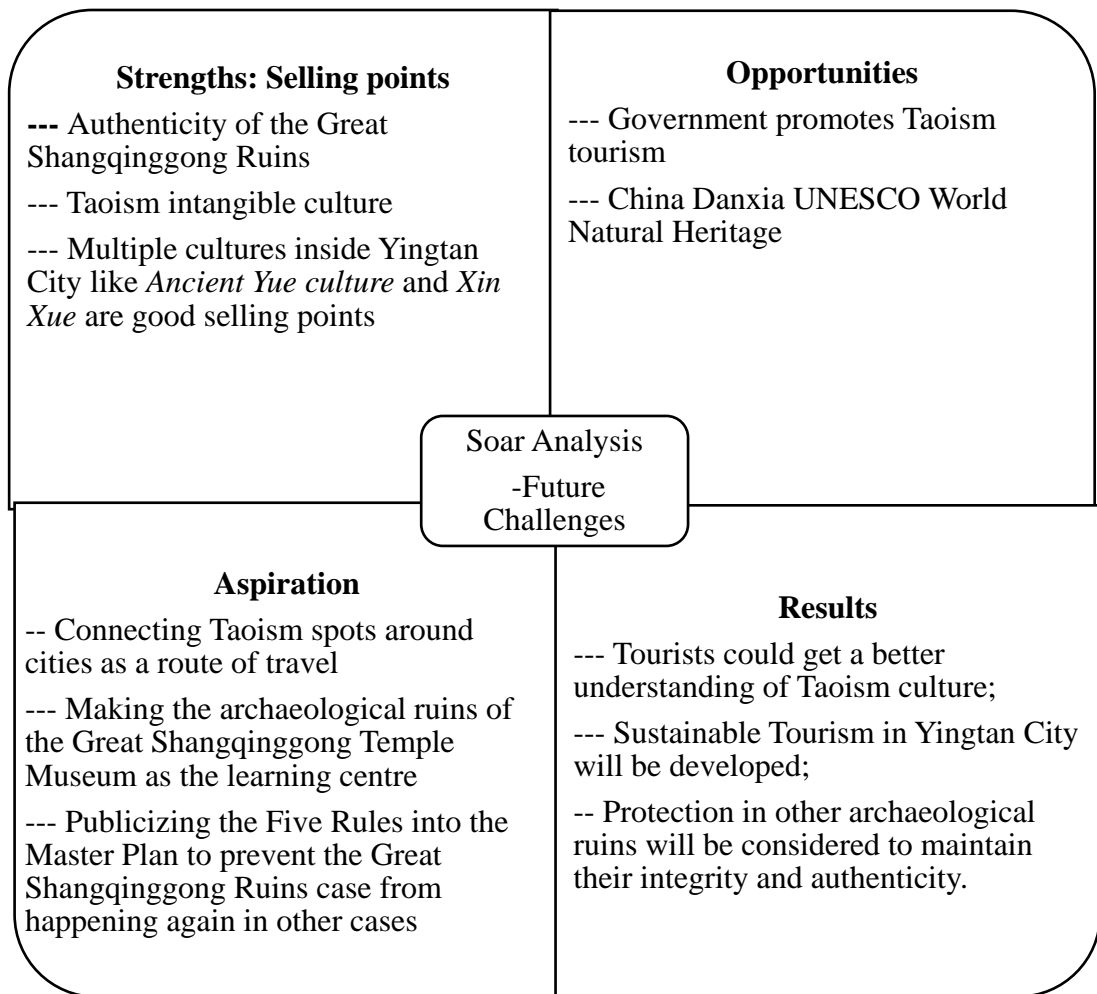 Strengths: Selling points
--- Authenticity of the Great
Shangqinggong Ruins
--- Taoism intangible culture
--- Multiple cultures inside Yingtan
City like Ancient Yue culture and Xin
Xue are good selling points
Opportunities
--- Government promotes Taoism
tourism
--- China Danxia UNESCO World
Natural Heritage
Soar Analysis
-Future
Challenges
Aspiration
-- Connecting Taoism spots around
cities as a route of travel
--- Making the archaeological ruins of
the Great Shangqinggong Temple
Museum as the learning centre
--- Publicizing the Five Rules into the
Master Plan to prevent the Great
Shangqinggong Ruins case from
happening again in other cases
Results
--- Tourists could get a better
understanding of Taoism culture;
--- Sustainable Tourism in Yingtan City
will be developed;
-- Protection in other archaeological
ruins will be considered to maintain
their integrity and authenticity.